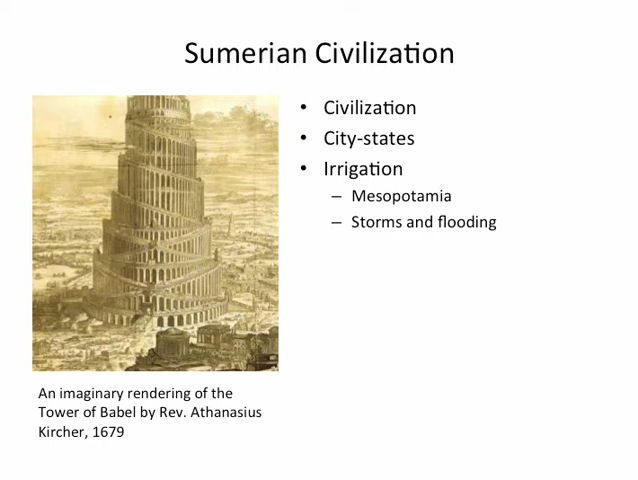 Sumerian Civilization
• Civilization
• City-states
• Irrigation
– Mesopotamia
– Storms and flooding
An imaginary rendering of the
Tower of Babel by Rev. Athanasius
Kircher, 1679